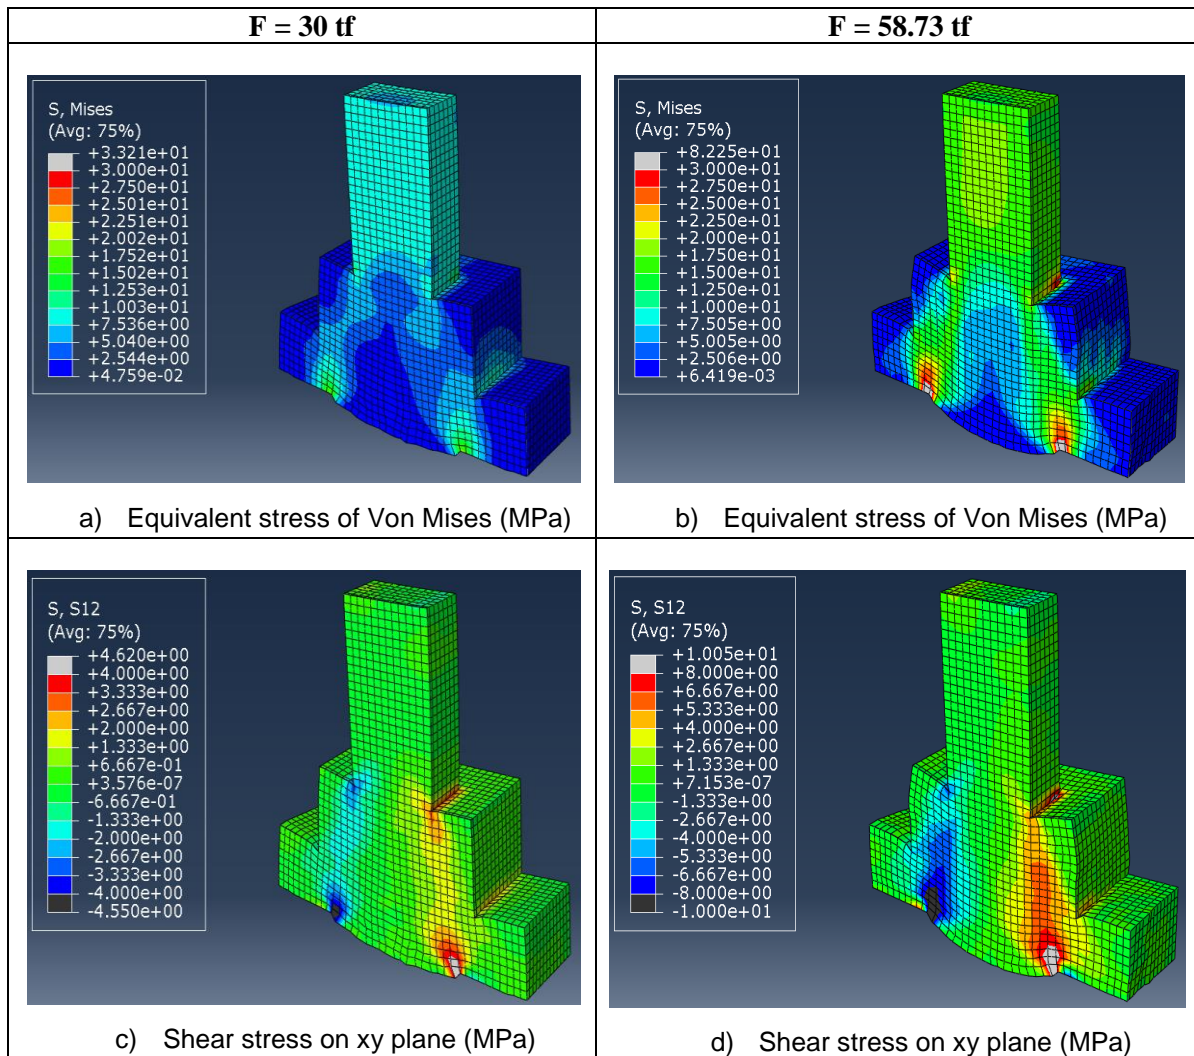 F = 30 tf
F = 58.73 tf
S, Mises
(Avg: 75%)
+3.321e+01
+3.000e+01
+2.750e+01
+2.501e+01
+2.251e+01
+2.002e+01
+1.752e+01
+1.502e+01
+1.253e+01
+1.003e+01
+7.536e+00
+5.040e+00
+2.544e+00
+4.759e-02
a) Equivalent stress of Von Mises (MPa)
S, Mises
(Avg: 75%)
+8.225e+01
+3.000e+01
+2.750e+01
+2.500e+01
+2.250e+01
+2.000e+01
+1.750e+01
+1.500e+01
+1.250e+01
+1.000e+01
+7.505e+00
+5.005e+00
+2.506e+00
+6.419e-03
b) Equivalent stress of Von Mises (MPa)
S, S12
(Avg: 75%)
+4.620e+00
+4.000e+00
+3.333e+00
+2.667e+00
+2.000e+00
+1.333e+00
+6.667e-01
+3.576e-07
-6.667e-01
-1.333e+00
-2.000e+00
-2.667e+00
-3.333e+00
-4.000e+00
-4.550e+00
c) Shear stress on xy plane (MPa)
S, S12
(Avg: 75%)
+1.005e+01
+8.000e+00
+6.667e+00
+5.333e+00
+4.000e+00
+2.667e+00
+1.333e+00
+7.153e-07
-1.333e+00
-2.667e+00
-4.000e+00
-5.333e+00
-6.667e+00
-8.000e+00
-1.000e+01
d) Shear stress on xy plane (MPa)